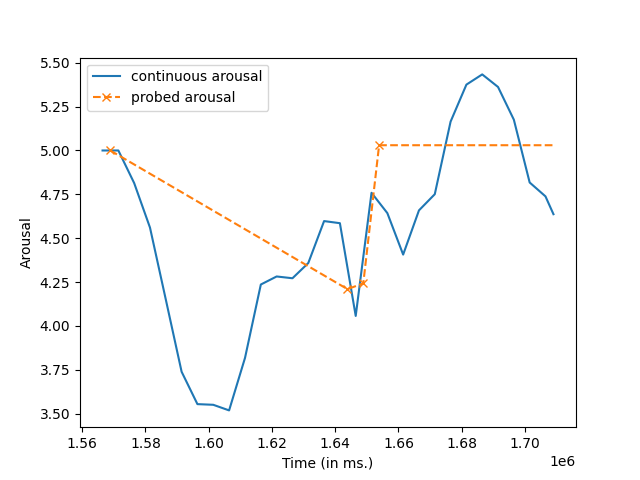 5.50
5.25
5.00
4.75
4.50
4.25
4.00
3.75
3.50
Arousal
continuous arousal
probed arousal
1.56 1.58 1.60 1.62 1.64 1.66 1.68 1.70
Time (in ms.)
1e6